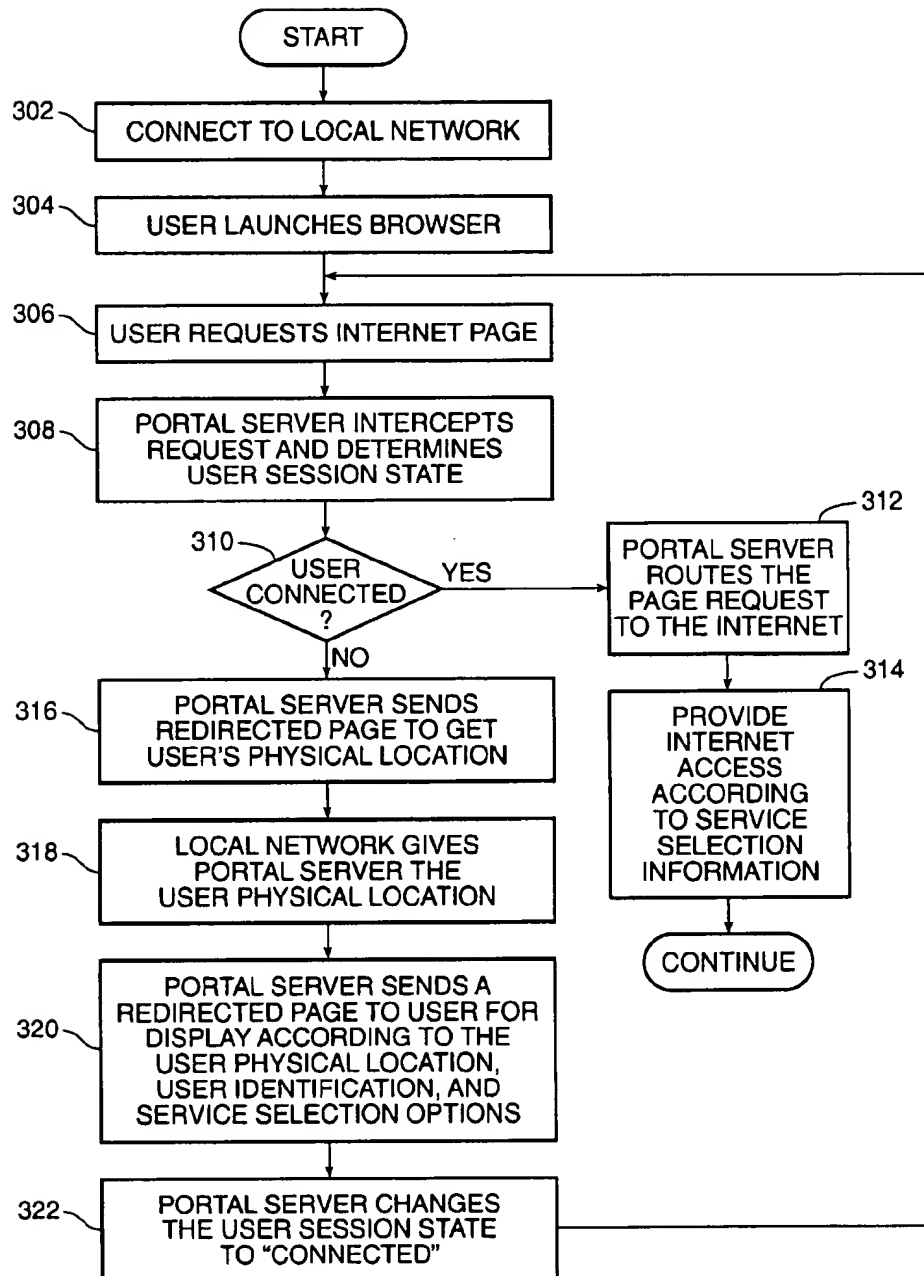 START
302
CONNECT TO LOCAL NETWORK
304
USER LAUNCHES BROWSER
306
USER REQUESTS INTERNET PAGE
308
PORTAL SERVER INTERCEPTS
REQUEST AND DETERMINES
USER SESSION STATE
310
USER
CONNECTED
?
YES
NO
312
PORTAL SERVER
ROUTES THE
PAGE REQUEST
TO THE INTERNET
314
PROVIDE
INTERNET
ACCESS
ACCORDING
TO SERVICE
SELECTION
INFORMATION
CONTINUE
316
PORTAL SERVER SENDS
REDIRECTED PAGE TO GET
USER'S PHYSICAL LOCATION
318
LOCAL NETWORK GIVES
PORTAL SERVER THE
USER PHYSICAL LOCATION
320
PORTAL SERVER SENDS A
REDIRECTED PAGE TO USER FOR
DISPLAY ACCORDING TO THE
USER PHYSICAL LOCATION,
USER IDENTIFICATION, AND
SERVICE SELECTION OPTIONS
322
PORTAL SERVER CHANGES
THE USER SESSION STATE
TO "CONNECTED"